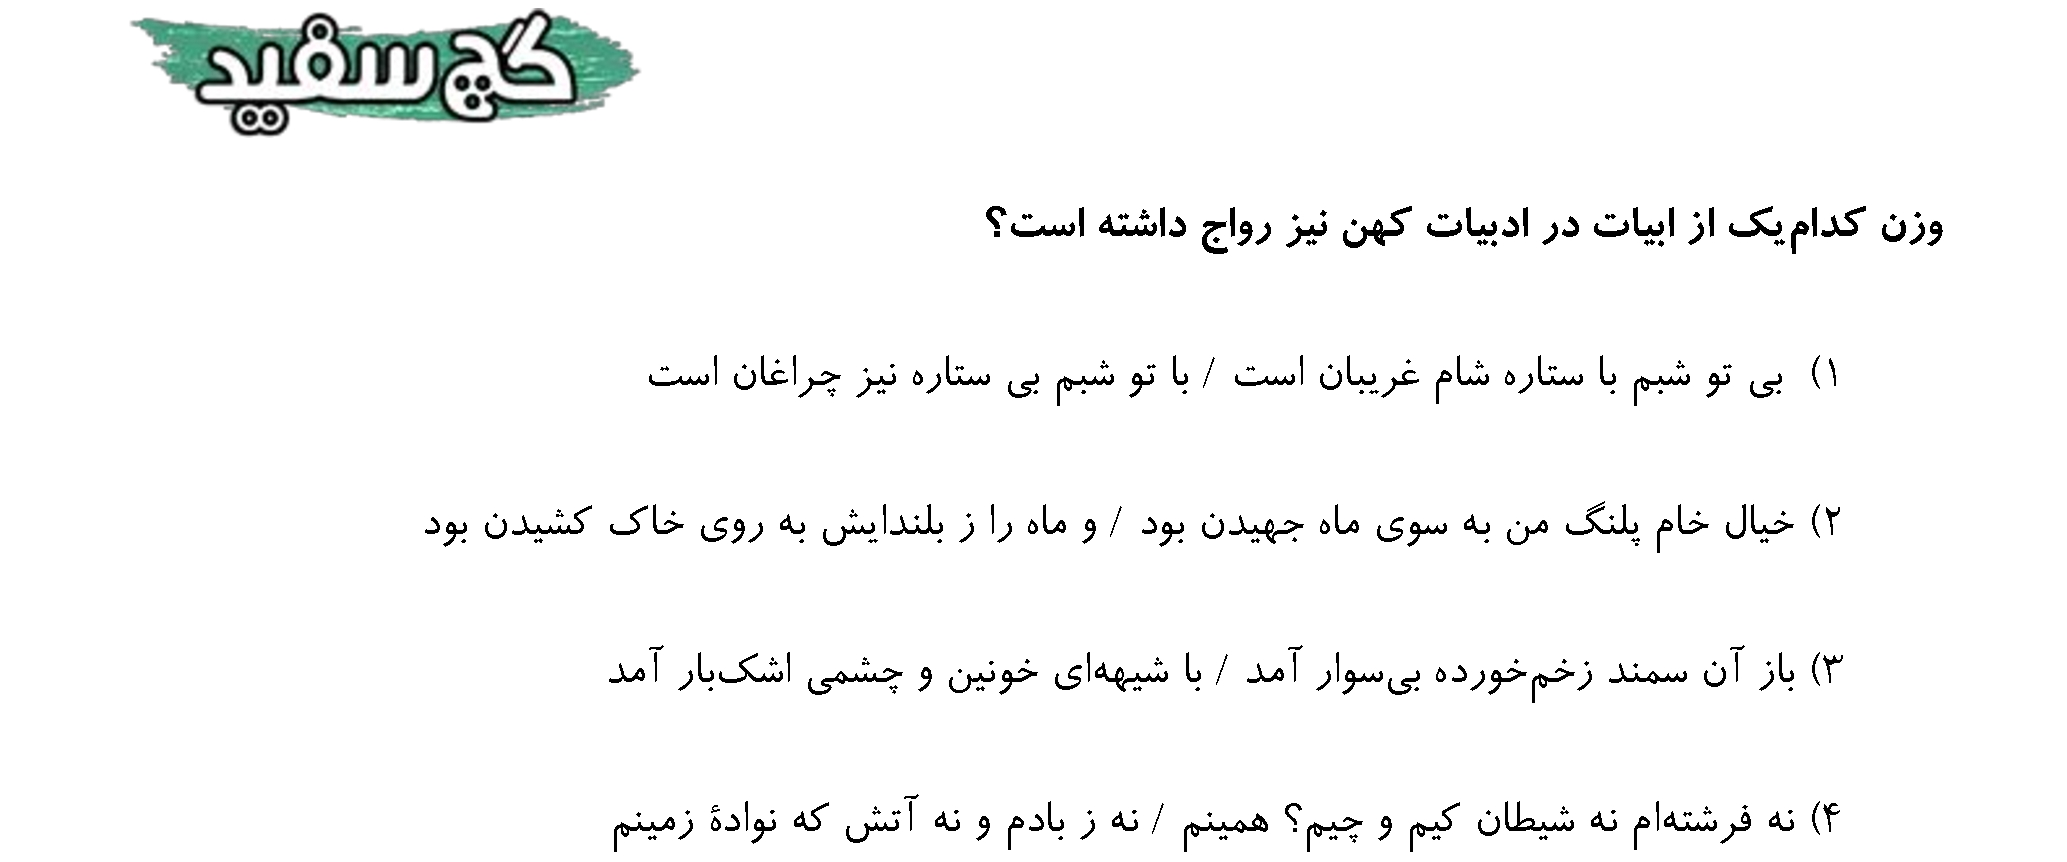 گچ سفید
وزن کدام‌یک از ابیات در ادبیات کهن نیز رواج داشته است؟
۱) بی تو شبم با ستاره شام غریبان است / با تو شبم بی ستاره نیز چراغان است
۲) خیال خام پلنگ من به سوی ماه جهیدن بود / و ماه را ز بلندایش به روی خاک کشیدن بود
۳) باز آن سمند زخم‌خورده بی‌سوار آمد / با شیهه‌ای خونین و چشمی اشک‌بار آمد
۴) نه فرشته‌ام نه شیطان کیم و چیم؟ همینم / نه ز بادم و نه آتش که نوادهٔ زمینم